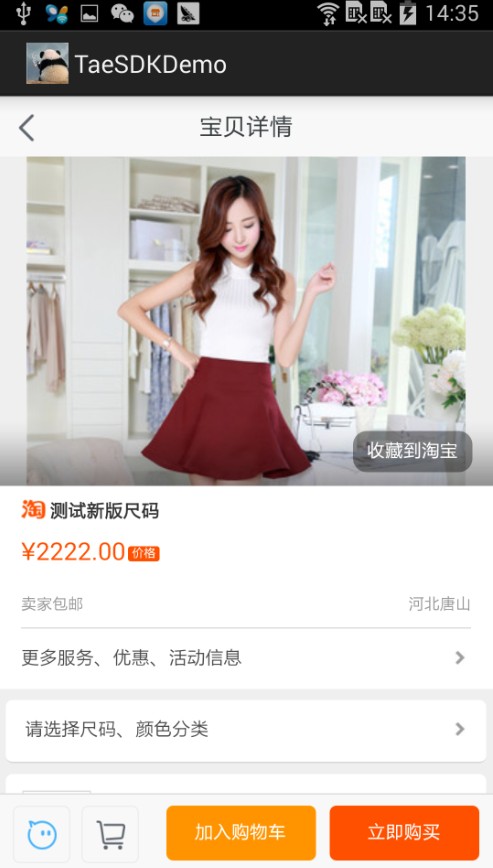 14:35
TaeSDKDemo
宝贝详情
收藏到淘宝
淘 测试新版尺码
¥2222.00 价格
卖家包邮 河北唐山
更多服务、优惠、活动信息
请选择尺码、颜色分类
加入购物车 立即购买